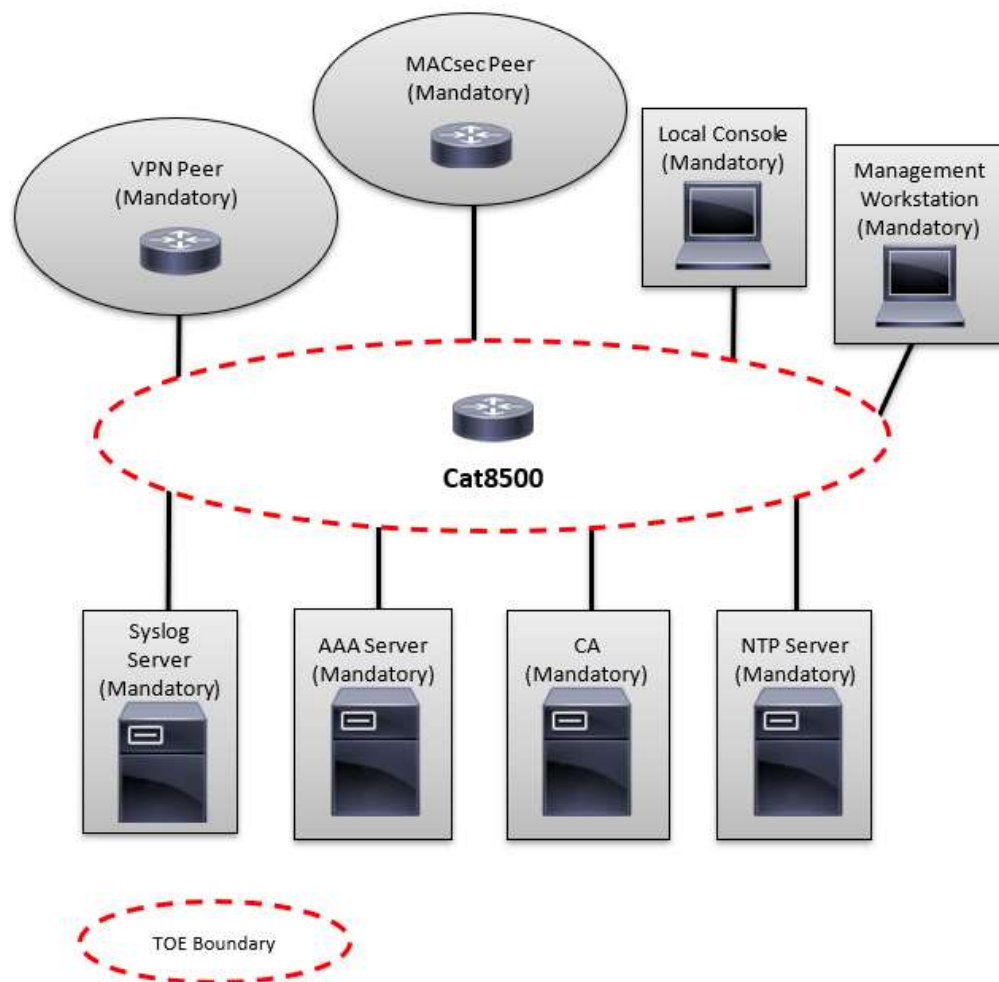 MACsec Peer
(Mandatory)
VPN Peer
(Mandatory)
Local Console
(Mandatory)
Management
Workstation
(Mandatory)
Cat8500
Syslog
Server
(Mandatory)
AAA Server
(Mandatory)
CA
(Mandatory)
NTP Server
(Mandatory)
TOE Boundary